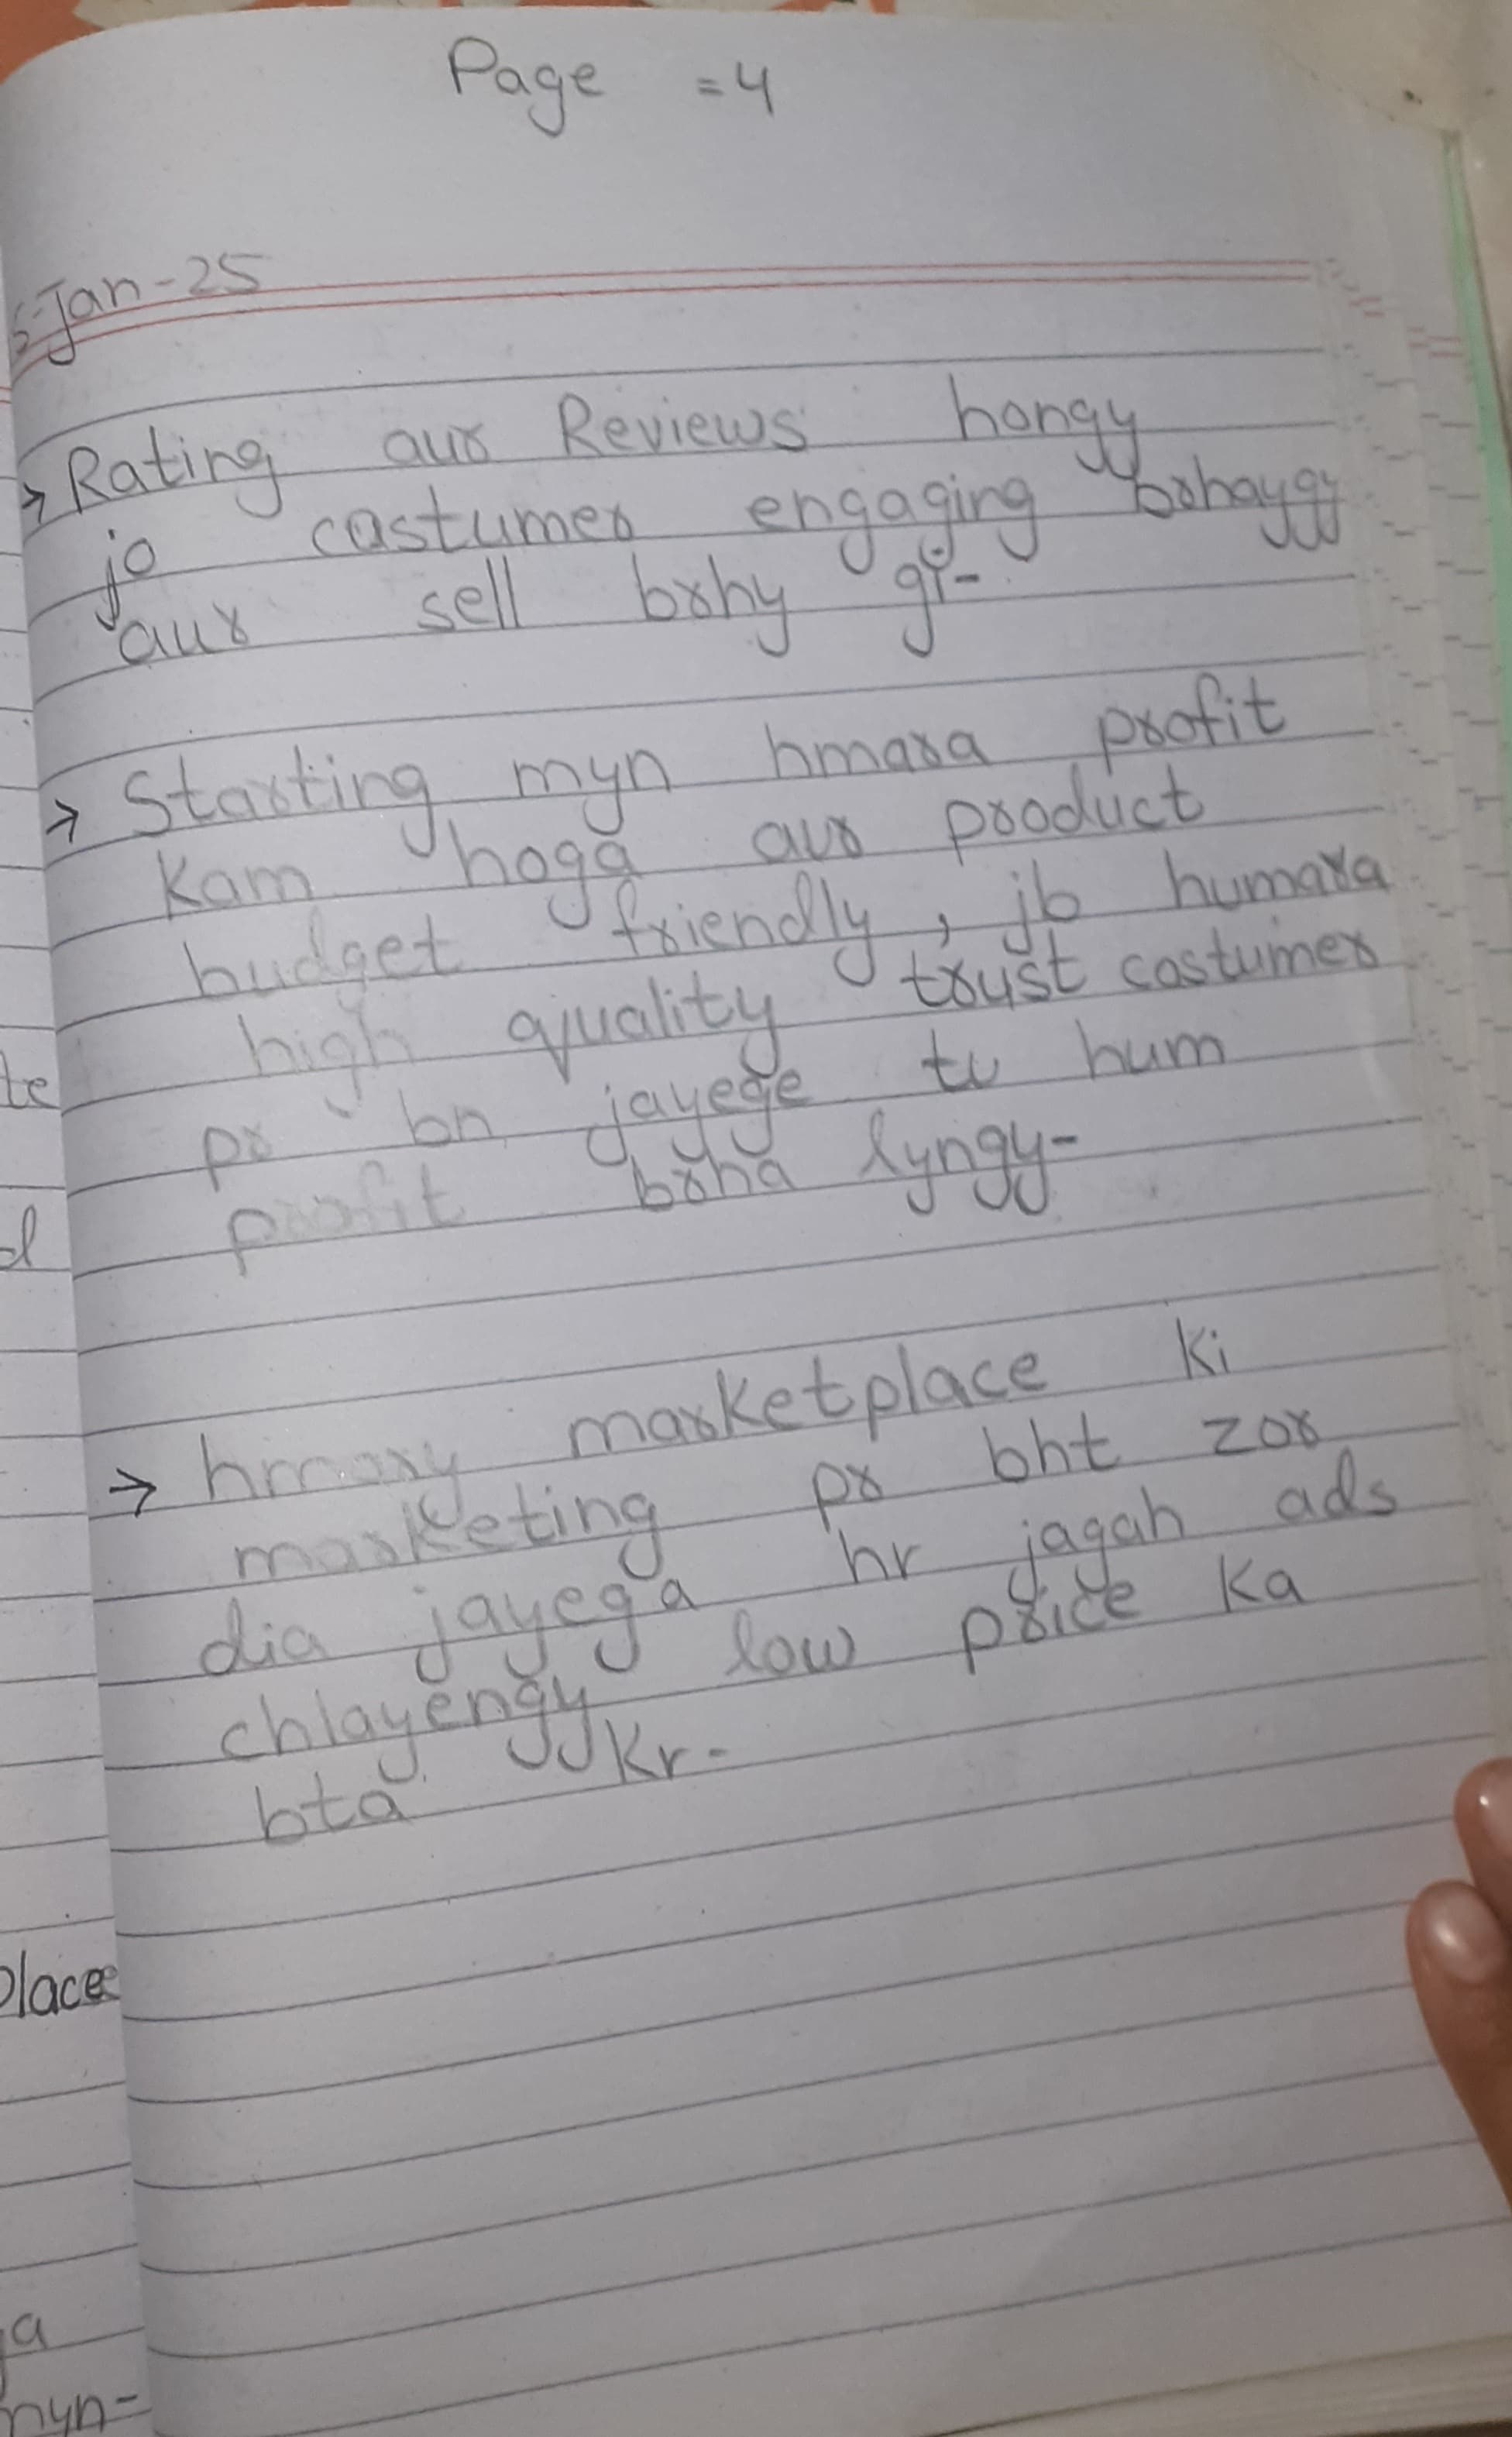 Page = 4
5-Jan-25
→ Rating aur Reviews hongy
jo costumer engaging brhaygy
aur sell brhy gi-
→ Starting myn hmara profit
Kam hoga aur product
budget friendly, jb humara
high quality trust costumer
pr bn jayege tu hum
profit brha lyngy-
→ hmary marketplace Ki
marketing pr bht zor
dia jayega hr jagah ads
chlayengy low price Ka
bta Kr-
te
d
place
a
myn-